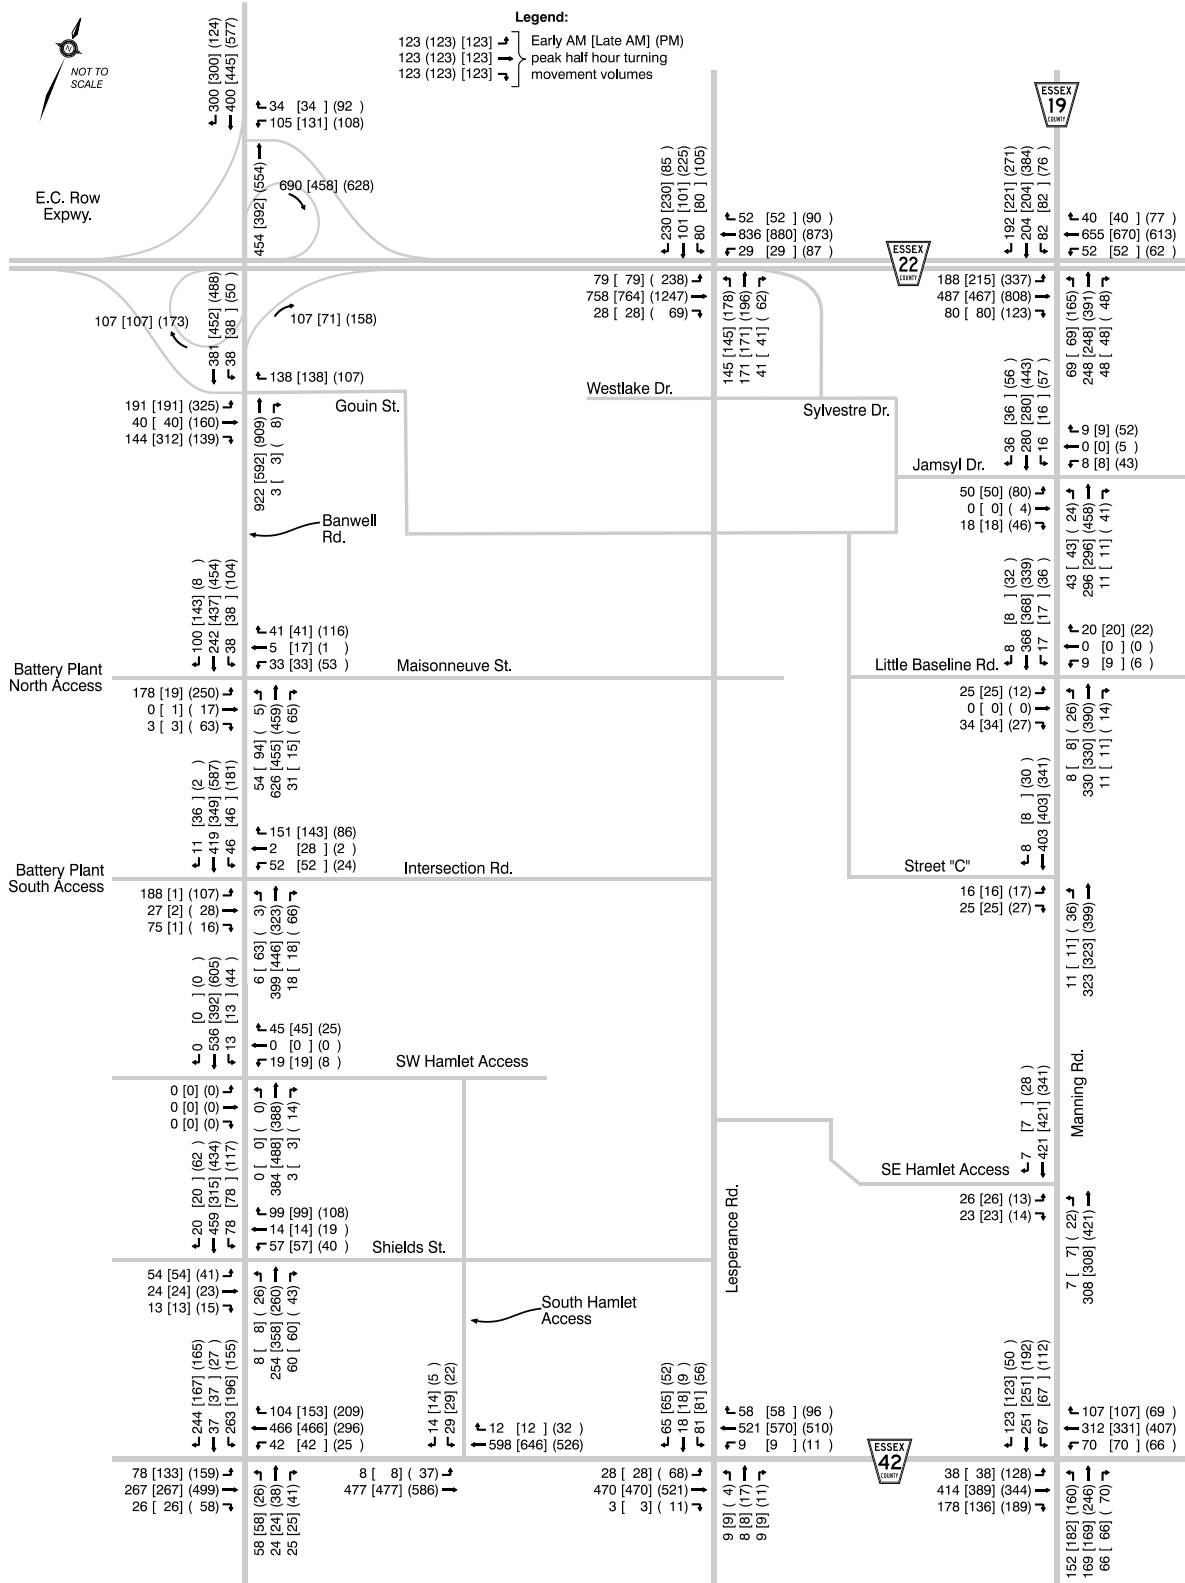 Legend:
123 (123) [123] Early AM [Late AM] (PM)
123 (123) [123] peak half hour turning
123 (123) [123] movement volumes
N
NOT TO
SCALE
300 [300] (124)
400 [445] (577)
34 [34 ] (92 )
105 [131] (108)
454 [392] (554)
690 [458] (628)
E.C. Row
Expwy.
230 [230] (85 )
101 [101] (225)
80 [80 ] (105)
52 [52 ] (90 )
836 [880] (873)
29 [29 ] (87 )
ESSEX
19
COUNTY
192 [221] (271)
204 [204] (384)
82 [82 ] (76 )
40 [40 ] (77 )
655 [670] (613)
52 [52 ] (62 )
ESSEX
22
COUNTY
107 [107] (173)
381 [452] (488)
38 [38 ] (50 )
107 [71] (158)
138 [138] (107)
79 [ 79] ( 238)
758 [764] (1247)
28 [ 28] ( 69)
145 [145] (178)
171 [171] (196)
41 [ 41] ( 62)
188 [215] (337)
487 [467] (808)
80 [ 80] (123)
69 [ 69] (165)
248 [248] (391)
48 [ 48] ( 48)
191 [191] (325)
40 [ 40] (160)
144 [312] (139)
Gouin St.
922 [592] (909)
3 [ 3] ( 8)
Westlake Dr.
Sylvestre Dr.
36 [36 ] (56 )
280 [280] (443)
16 [16 ] (57 )
9 [9] (52)
0 [0] (5 )
8 [8] (43)
Jamsyl Dr.
50 [50] (80)
0 [ 0] ( 4)
18 [18] (46)
43 [ 43] ( 24)
296 [296] (458)
11 [ 11] ( 41)
Banwell
Rd.
100 [143] (8 )
242 [437] (454)
38 [38 ] (104)
41 [41] (116)
5 [17] (1 )
33 [33] (53 )
Maisonneuve St.
Battery Plant
North Access
178 [19] (250)
0 [ 1] ( 17)
3 [ 3] ( 63)
54 [ 94] ( 5)
626 [455] (459)
31 [ 15] ( 65)
8 [8 ] (32 )
368 [368] (339)
17 [17 ] (36 )
20 [20] (22)
0 [0 ] (0 )
9 [9 ] (6 )
Little Baseline Rd.
25 [25] (12)
0 [ 0] ( 0)
34 [34] (27)
8 [ 8] ( 26)
330 [330] (390)
11 [ 11] ( 14)
11 [36 ] (2 )
419 [349] (587)
46 [46 ] (181)
151 [143] (86)
2 [28 ] (2 )
52 [52 ] (24)
Intersection Rd.
Battery Plant
South Access
188 [1] (107)
27 [2] ( 28)
75 [1] ( 16)
6 [ 63] ( 3)
399 [446] (323)
18 [ 18] ( 66)
8 [8 ] (30 )
403 [403] (341)
Street "C"
16 [16] (17)
25 [25] (27)
11 [ 11] ( 36)
323 [323] (399)
0 [0 ] (0 )
536 [392] (605)
13 [13 ] (44 )
45 [45] (25)
0 [0 ] (0 )
19 [19] (8 )
SW Hamlet Access
0 [0] (0)
0 [0] (0)
0 [0] (0)
0 [ 0] ( 0)
384 [488] (388)
3 [ 3] ( 14)
Manning Rd.
7 [7 ] (28 )
421 [421] (341)
SE Hamlet Access
26 [26] (13)
23 [23] (14)
7 [ 7] ( 22)
308 [308] (421)
20 [20 ] (62 )
459 [315] (434)
78 [78 ] (117)
99 [99] (108)
14 [14] (19 )
57 [57] (40 )
Shields St.
Lesperance Rd.
54 [54] (41)
24 [24] (23)
13 [13] (15)
8 [ 8] ( 26)
254 [358] (260)
60 [ 60] ( 43)
South Hamlet
Access
244 [167] (165)
37 [37 ] (27 )
263 [196] (155)
104 [153] (209)
466 [466] (296)
42 [42 ] (25 )
14 [14] (5 )
29 [29] (22)
12 [12 ] (32 )
598 [646] (526)
65 [65] (52)
18 [18] (9 )
81 [81] (56)
58 [58 ] (96 )
521 [570] (510)
9 [9 ] (11 )
ESSEX
42
COUNTY
123 [123] (50 )
251 [251] (192)
67 [67 ] (112)
107 [107] (69 )
312 [331] (407)
70 [70 ] (66 )
78 [133] (159)
267 [267] (499)
26 [ 26] ( 58)
58 [58] (26)
24 [24] (38)
25 [25] (41)
8 [ 8] ( 37)
477 [477] (586)
28 [ 28] ( 68)
470 [470] (521)
3 [ 3] ( 11)
9 [9] ( 4)
8 [8] (17)
9 [9] (11)
38 [ 38] (128)
414 [389] (344)
178 [136] (189)
152 [182] (160)
169 [169] (246)
66 [ 66] ( 70)